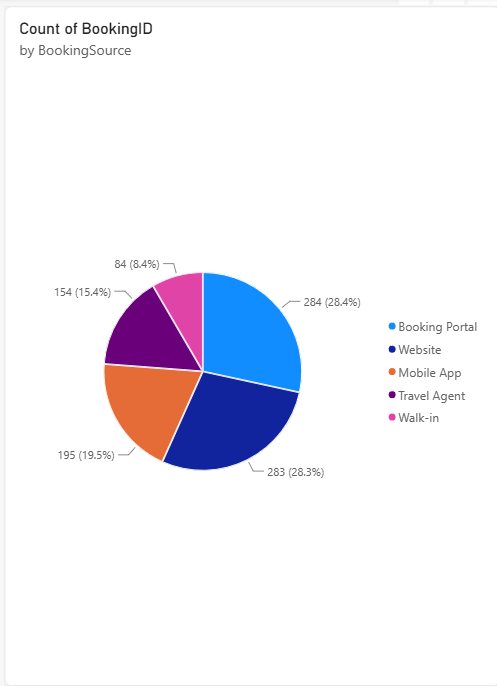 Count of BookingID
by BookingSource
84 (8.4%)
154 (15.4%)
284 (28.4%)
195 (19.5%)
283 (28.3%)
Booking Portal
Website
Mobile App
Travel Agent
Walk-in